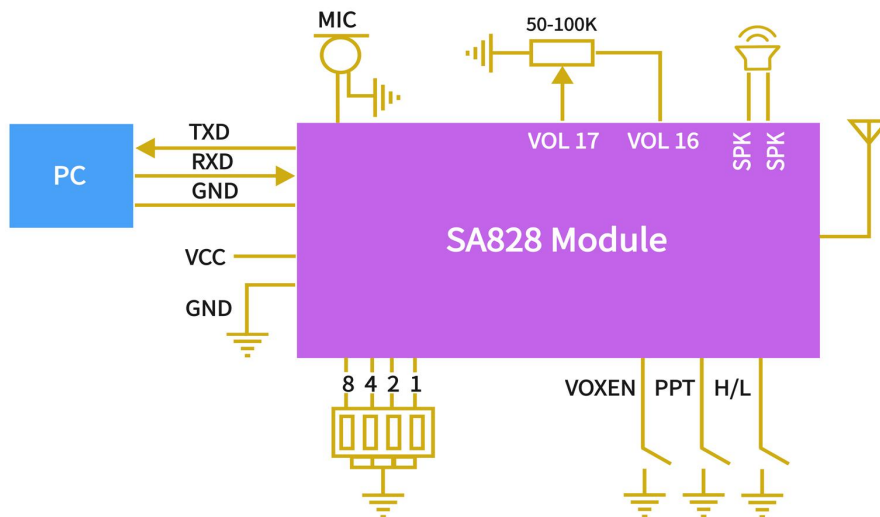 MIC
50-100K
TXD
RXD
GND
PC
VOL 17
VOL 16
SPK
SPK
SA828 Module
VCC
GND
8 4 2 1
VOXEN
PPT
H/L